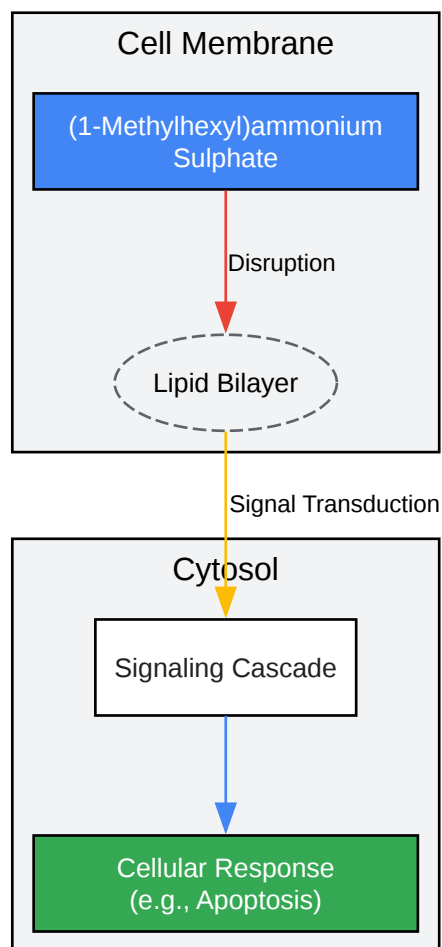 Cell Membrane
(1-Methylhexyl)ammonium
Sulphate
Disruption
Lipid Bilayer
Signal Transduction
Cytosol
Signaling Cascade
Cellular Response
(e.g., Apoptosis)